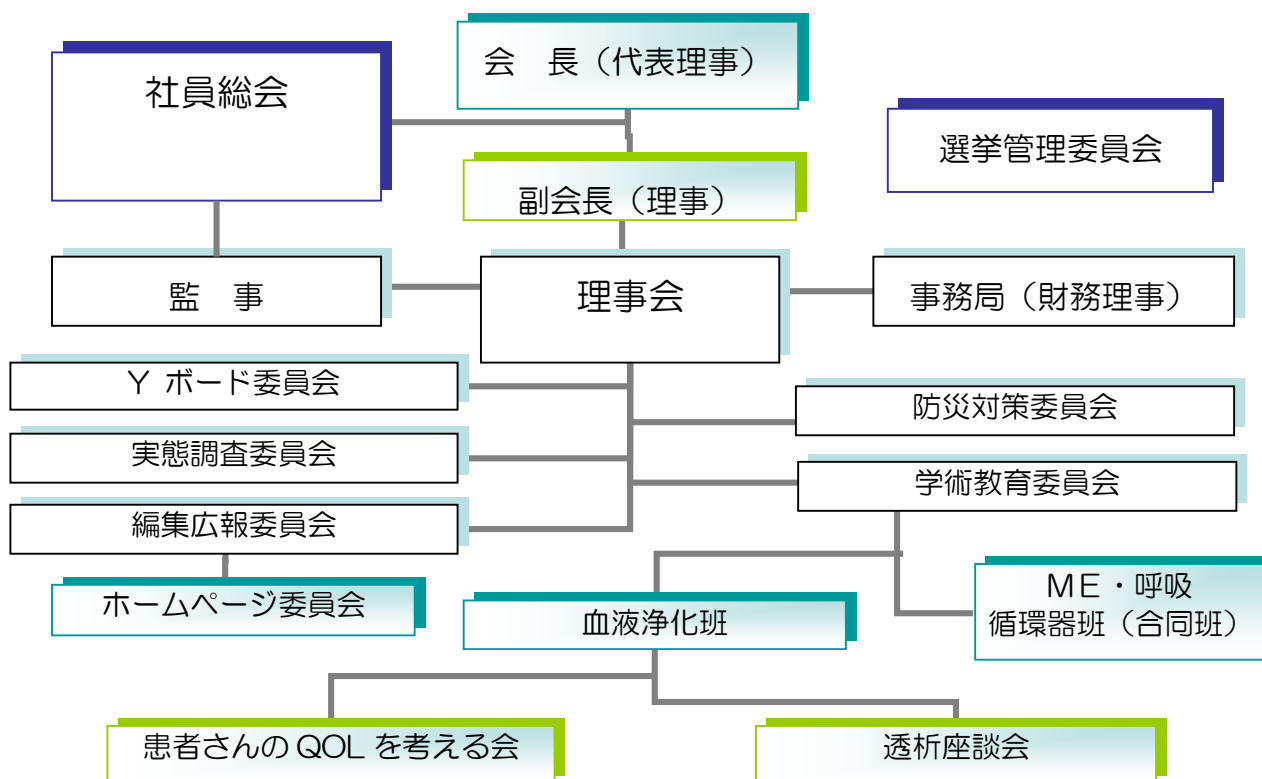 会　長（代表理事）
社員総会
選挙管理委員会
副会長（理事）
監　事
理事会
事務局（財務理事）
Y ボード委員会
防災対策委員会
実態調査委員会
学術教育委員会
編集広報委員会
ホームページ委員会
血液浄化班
ＭＥ・呼吸
循環器班（合同班）
患者さんの QOL を考える会
透析座談会